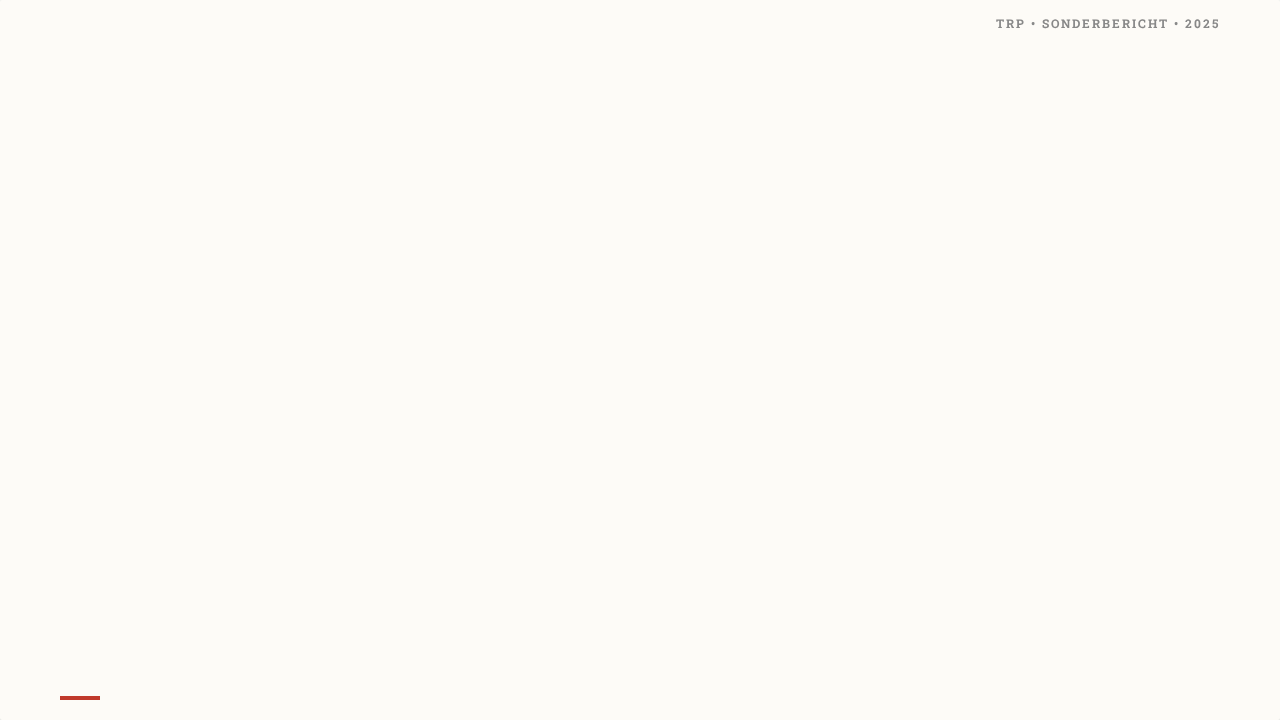 TRP • SONDERBERICHT • 2025